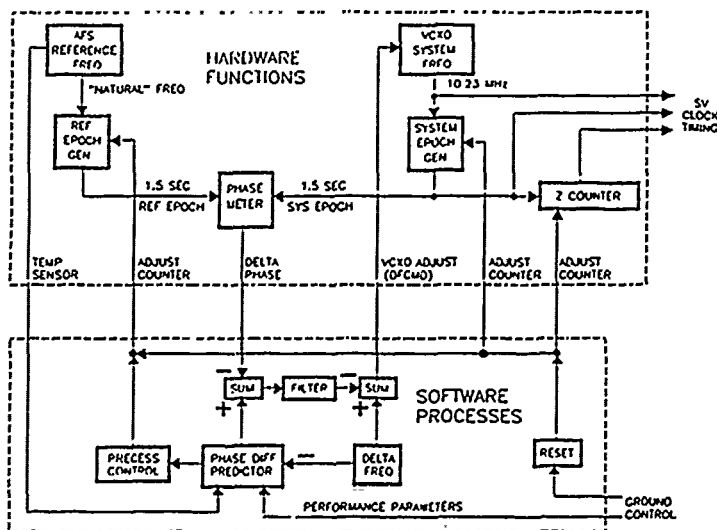 AFS
REFERENCE
FREQ
HARDWARE
FUNCTIONS
VCXO
SYSTEM
FREQ
"NATURAL" FREQ
10 23 MHz
SV
CLOCK
TIMING
REF
EPOCH
GEN
SYSTEM
EPOCH
GEN
1.5 SEC
REF EPOCH
PHASE
METER
1.5 SEC
SYS EPOCH
Z COUNTER
TEMP
SENSOR
ADJUST
COUNTER
DELTA
PHASE
VCXO ADJUST
(DFCMD)
ADJUST
COUNTER
ADJUST
COUNTER
−
SUM
+
FILTER
−
SUM
+
SOFTWARE
PROCESSES
PRECESS
CONTROL
PHASE DIFF
PREDICTOR
−
DELTA
FREQ
RESET
PERFORMANCE PARAMETERS
GROUND
CONTROL